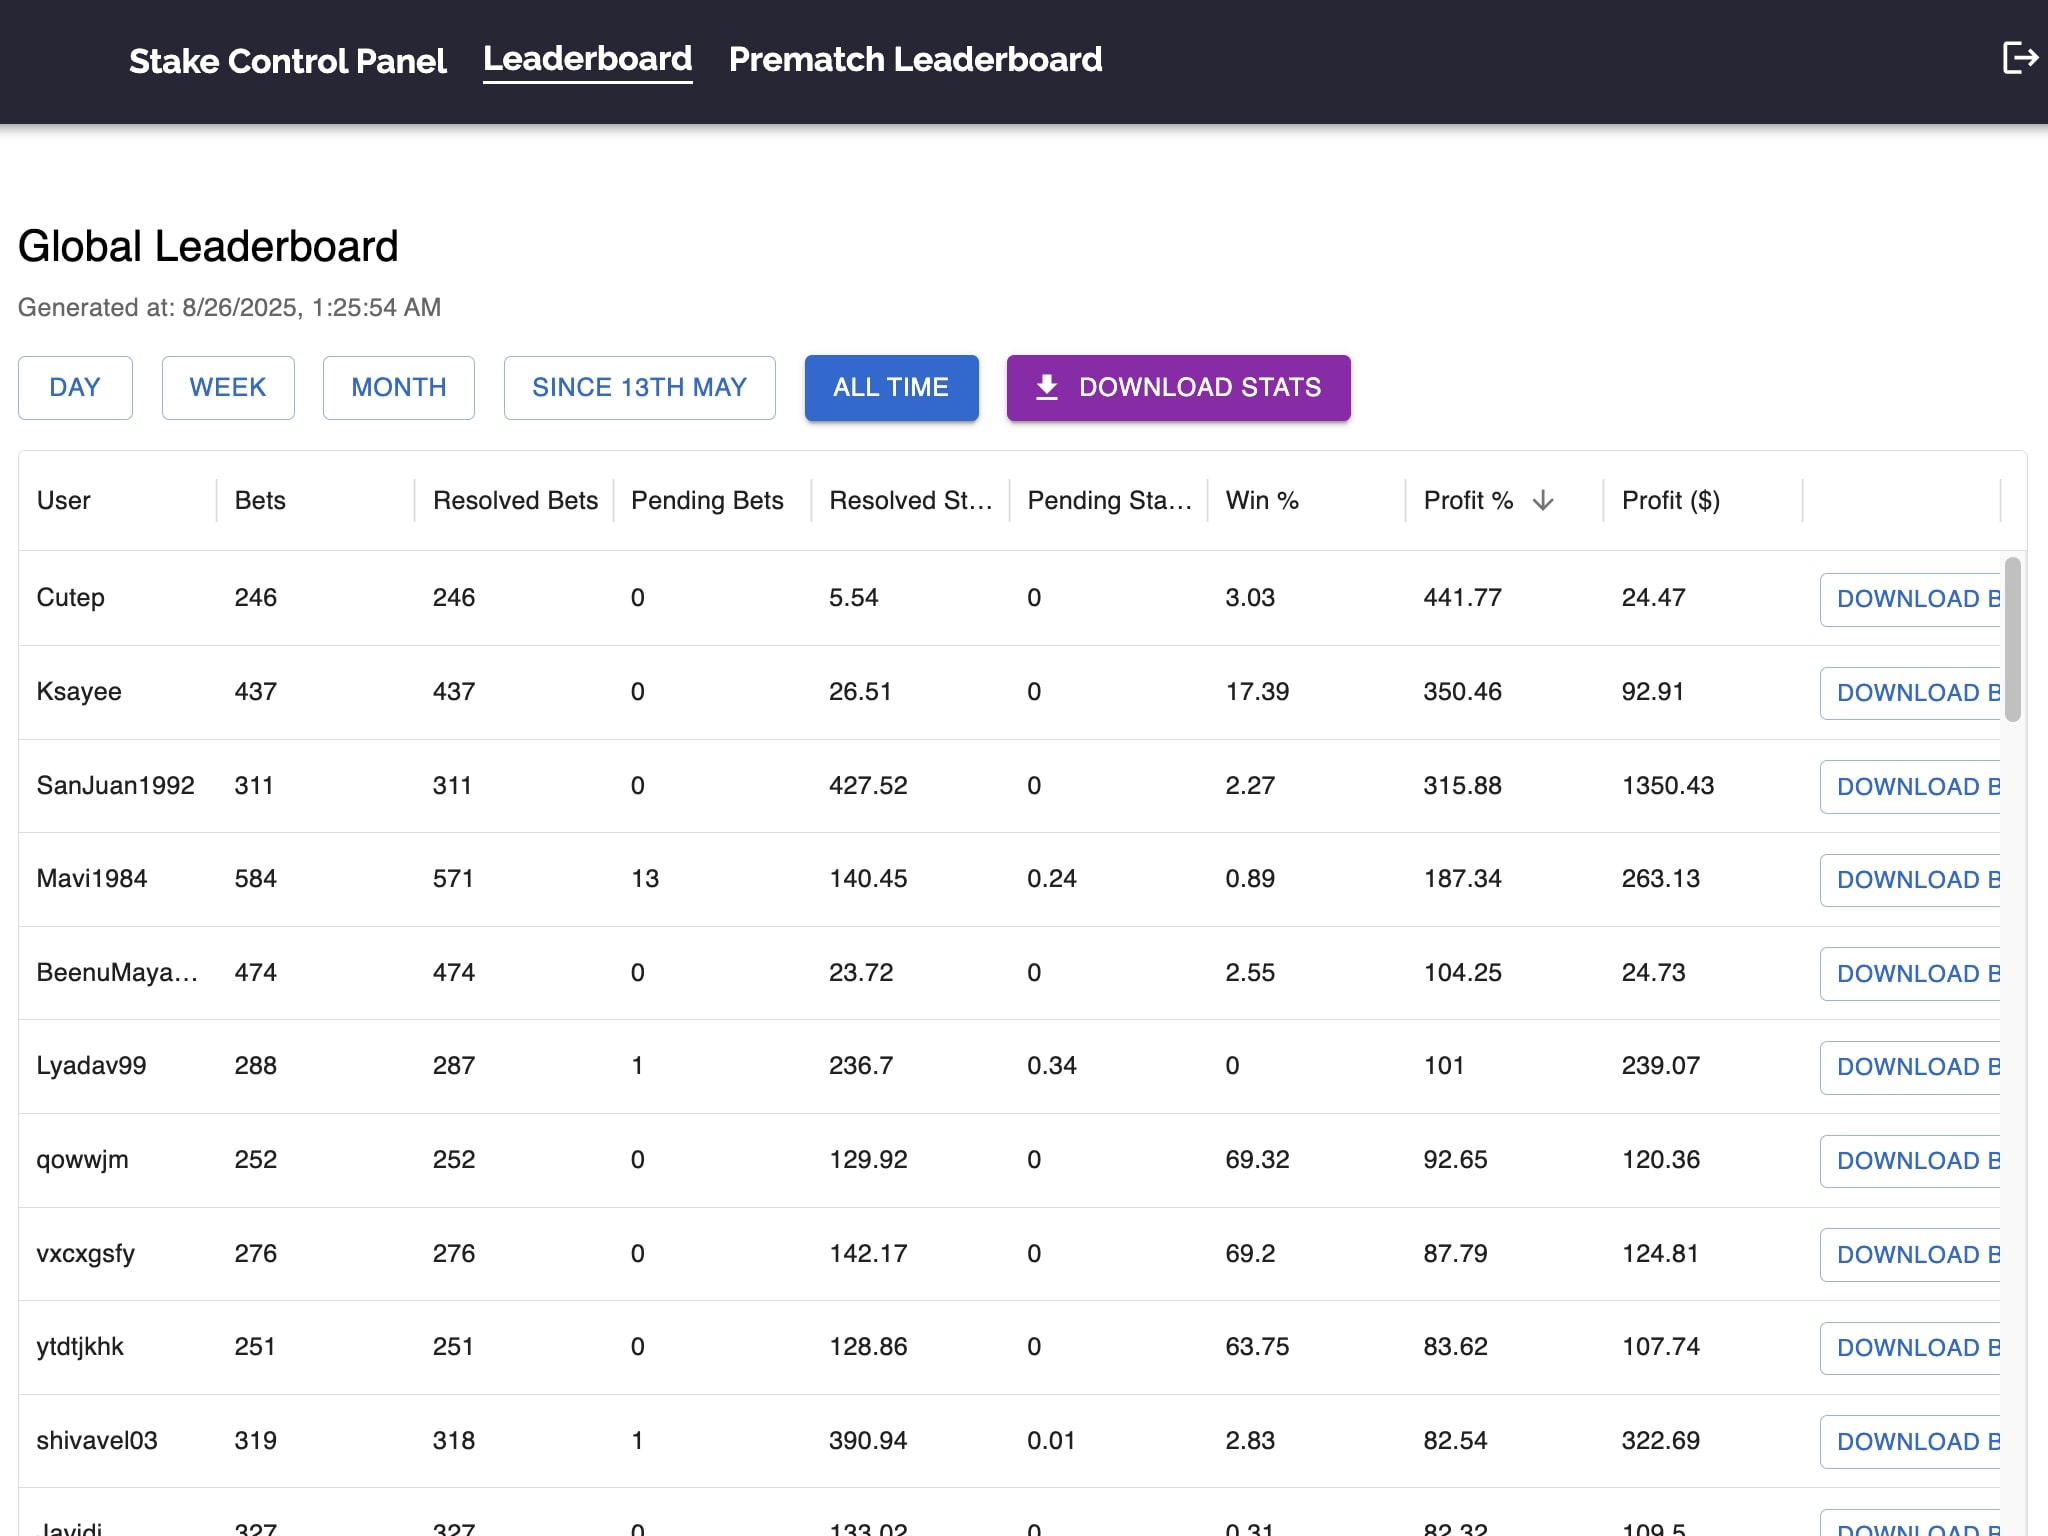 Stake Control Panel Leaderboard Prematch Leaderboard
Global Leaderboard
Generated at: 8/26/2025, 1:25:54 AM
DAY WEEK MONTH SINCE 13TH MAY ALL TIME DOWNLOAD STATS
User Bets Resolved Bets Pending Bets Resolved St... Pending Sta... Win % Profit % Profit ($)
Cutep 246 246 0 5.54 0 3.03 441.77 24.47 DOWNLOAD B
Ksayee 437 437 0 26.51 0 17.39 350.46 92.91 DOWNLOAD B
SanJuan1992 311 311 0 427.52 0 2.27 315.88 1350.43 DOWNLOAD B
Mavi1984 584 571 13 140.45 0.24 0.89 187.34 263.13 DOWNLOAD B
BeenuMaya... 474 474 0 23.72 0 2.55 104.25 24.73 DOWNLOAD B
Lyadav99 288 287 1 236.7 0.34 0 101 239.07 DOWNLOAD B
qowwjm 252 252 0 129.92 0 69.32 92.65 120.36 DOWNLOAD B
vxcxgsfy 276 276 0 142.17 0 69.2 87.79 124.81 DOWNLOAD B
ytdtjkhk 251 251 0 128.86 0 63.75 83.62 107.74 DOWNLOAD B
shivavel03 319 318 1 390.94 0.01 2.83 82.54 322.69 DOWNLOAD B
327 327 0 133.02 0 0.31 82.32 109.5 DOWNLOAD B